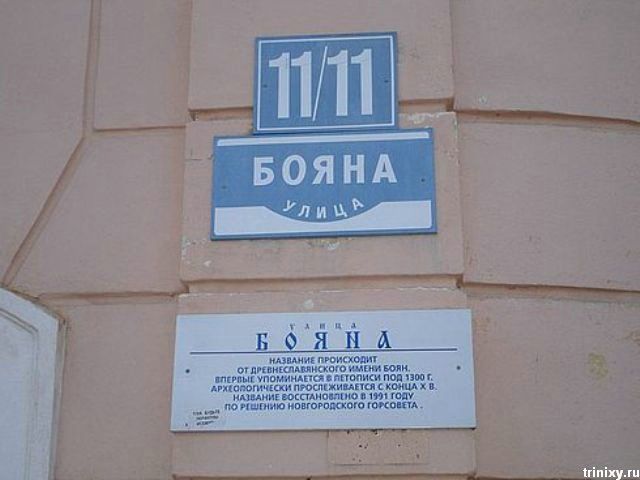 11/11
БОЯНА
УЛИЦА
УЛИЦА
БОЯНА
НАЗВАНИЕ ПРОИСХОДИТ
ОТ ДРЕВНЕСЛАВЯНСКОГО ИМЕНИ БОЯН.
ВПЕРВЫЕ УПОМИНАЕТСЯ В ЛЕТОПИСИ ПОД 1300 Г.
АРХЕОЛОГИЧЕСКИ ПРОСЛЕЖИВАЕТСЯ С КОНЦА X В.
НАЗВАНИЕ ВОССТАНОВЛЕНО В 1991 ГОДУ
ПО РЕШЕНИЮ НОВГОРОДСКОГО ГОРСОВЕТА .
trinixy.ru